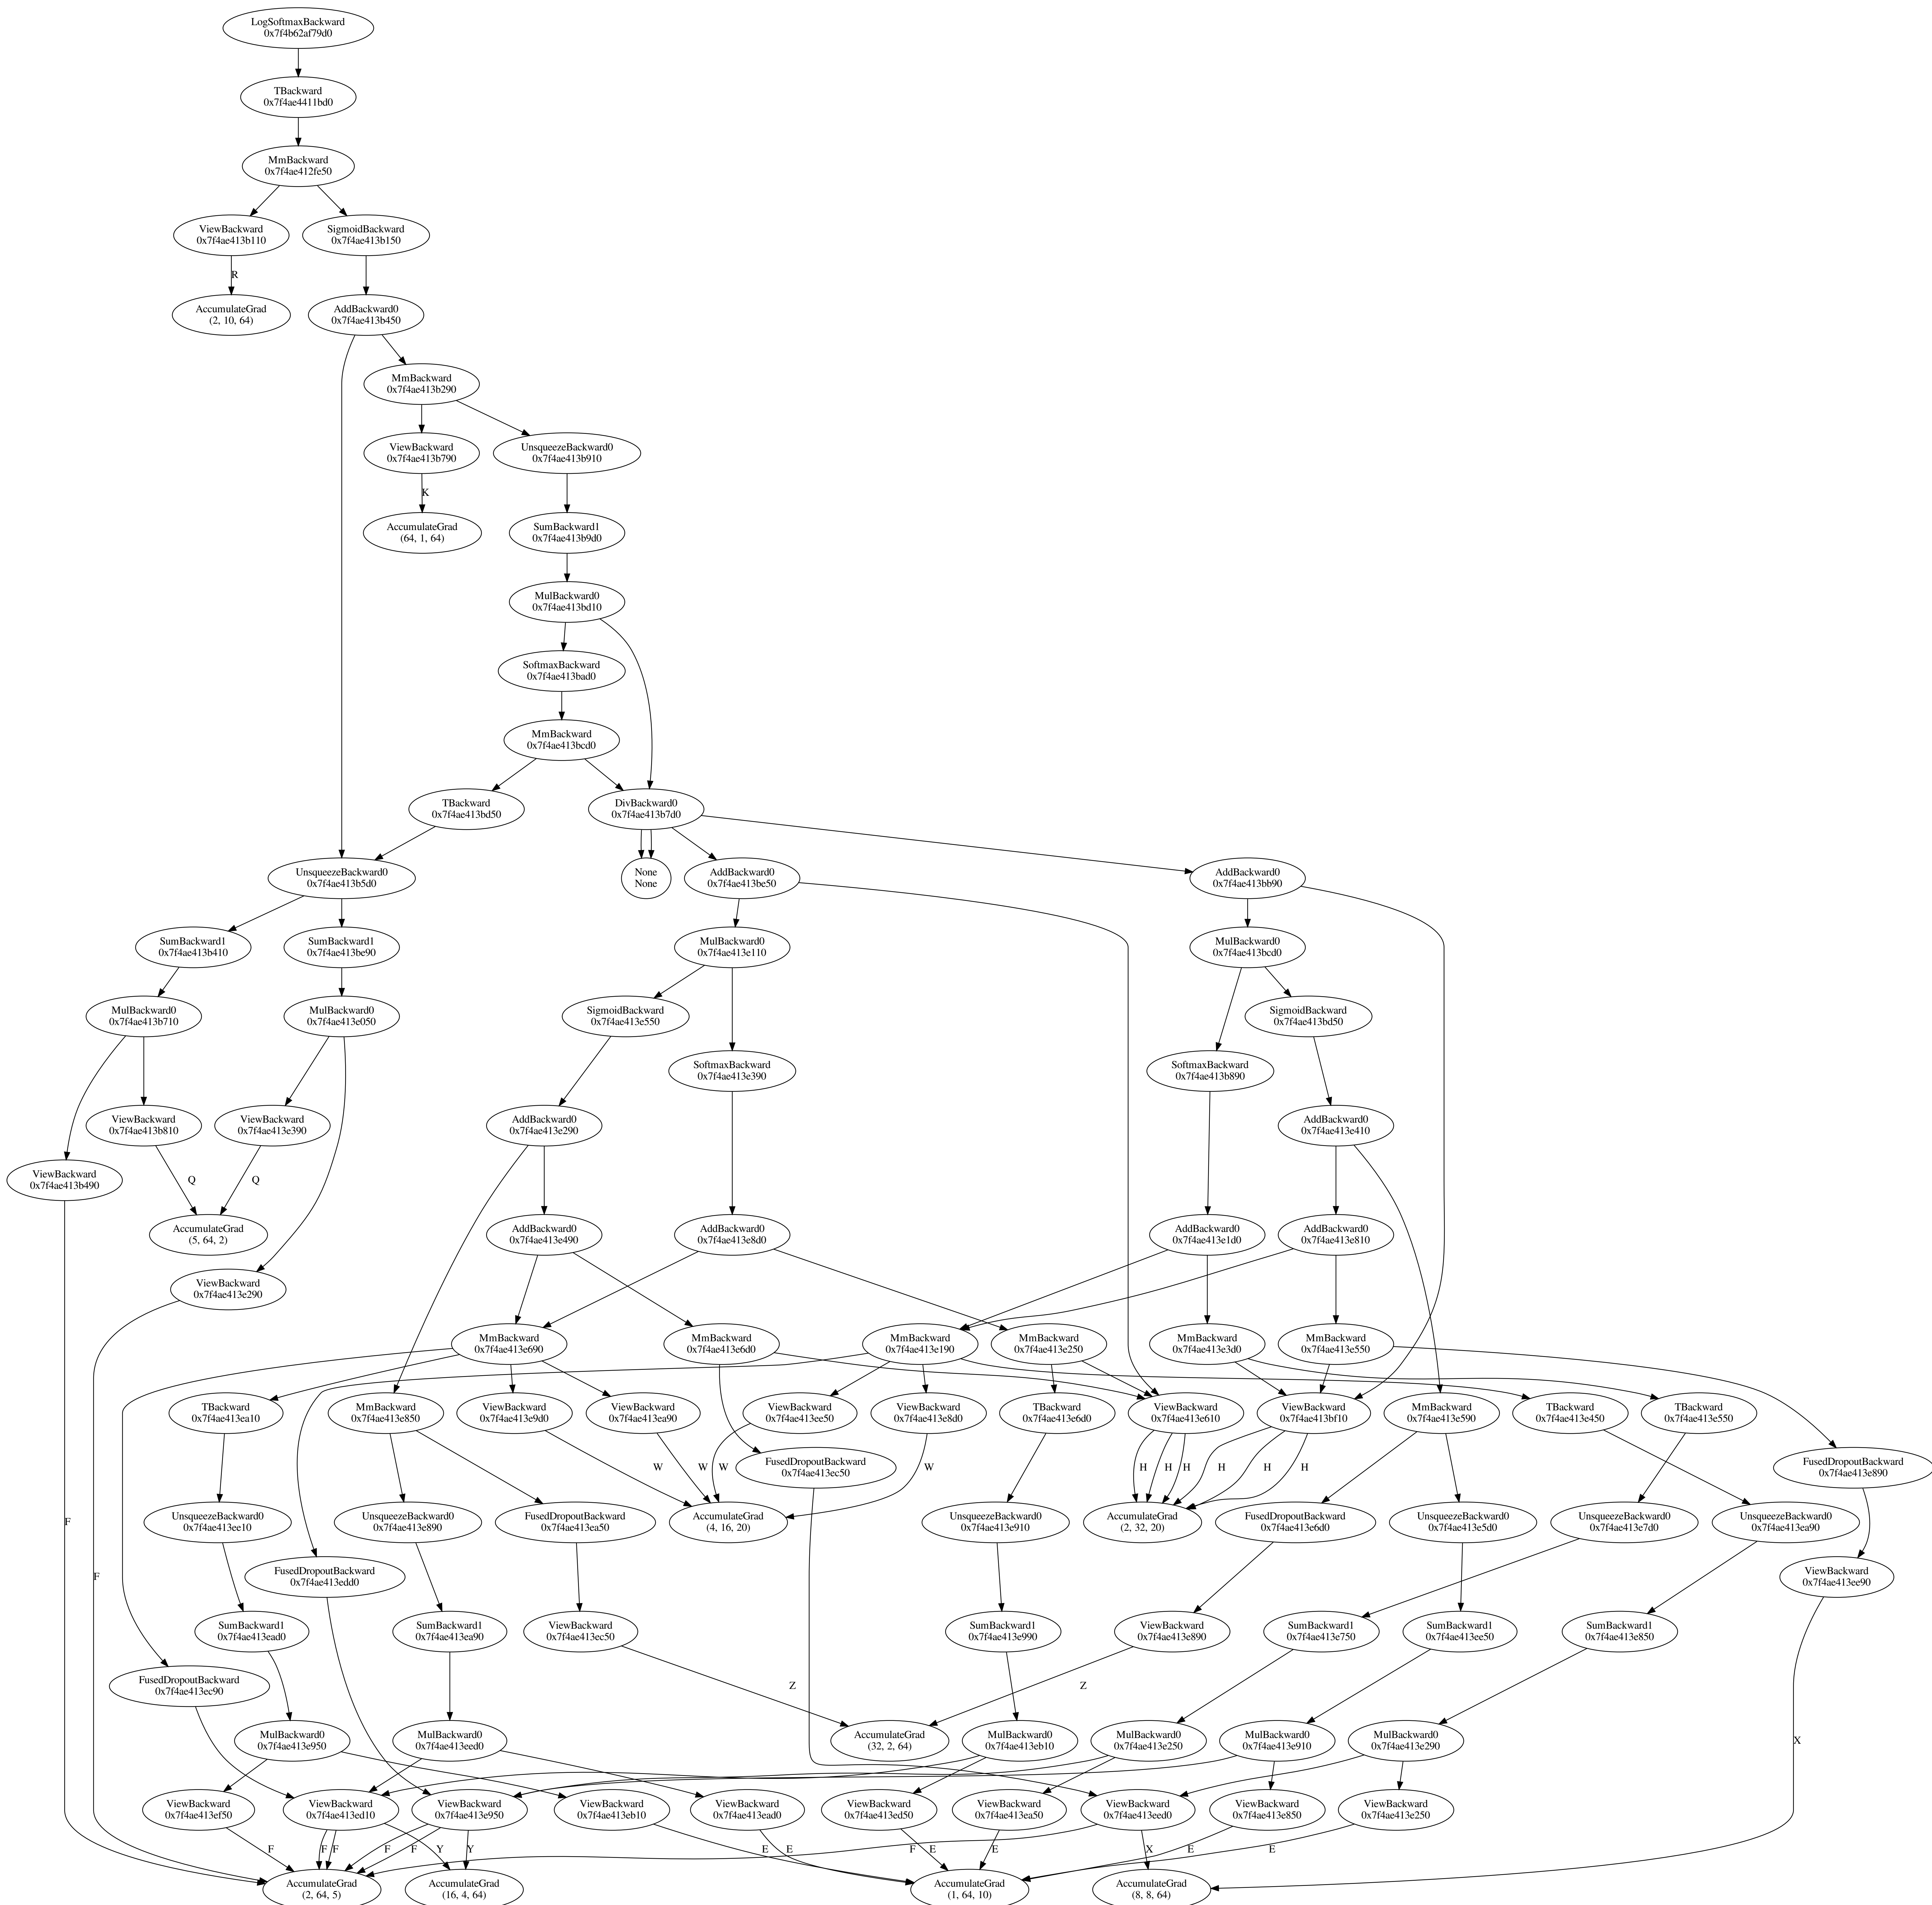 LogSoftmaxBackward
0x7f4b62af79d0
TBackward
0x7f4ae4411bd0
MmBackward
0x7f4ae412fe50
ViewBackward
0x7f4ae413b110
SigmoidBackward
0x7f4ae413b150
R
AccumulateGrad
(2, 10, 64)
AddBackward0
0x7f4ae413b450
MmBackward
0x7f4ae413b290
ViewBackward
0x7f4ae413b790
UnsqueezeBackward0
0x7f4ae413b910
K
AccumulateGrad
(64, 1, 64)
SumBackward1
0x7f4ae413b9d0
MulBackward0
0x7f4ae413bd10
SoftmaxBackward
0x7f4ae413bad0
MmBackward
0x7f4ae413bcd0
TBackward
0x7f4ae413bd50
DivBackward0
0x7f4ae413b7d0
UnsqueezeBackward0
0x7f4ae413b5d0
None
None
AddBackward0
0x7f4ae413be50
AddBackward0
0x7f4ae413bb90
SumBackward1
0x7f4ae413b410
SumBackward1
0x7f4ae413be90
MulBackward0
0x7f4ae413e110
MulBackward0
0x7f4ae413bcd0
MulBackward0
0x7f4ae413b710
MulBackward0
0x7f4ae413e050
SigmoidBackward
0x7f4ae413e550
SigmoidBackward
0x7f4ae413bd50
SoftmaxBackward
0x7f4ae413e390
SoftmaxBackward
0x7f4ae413b890
ViewBackward
0x7f4ae413b810
ViewBackward
0x7f4ae413e390
AddBackward0
0x7f4ae413e290
AddBackward0
0x7f4ae413e410
ViewBackward
0x7f4ae413b490
Q
Q
AccumulateGrad
(5, 64, 2)
AddBackward0
0x7f4ae413e490
AddBackward0
0x7f4ae413e8d0
AddBackward0
0x7f4ae413e1d0
AddBackward0
0x7f4ae413e810
ViewBackward
0x7f4ae413e290
MmBackward
0x7f4ae413e690
MmBackward
0x7f4ae413e6d0
MmBackward
0x7f4ae413e190
MmBackward
0x7f4ae413e250
MmBackward
0x7f4ae413e3d0
MmBackward
0x7f4ae413e550
TBackward
0x7f4ae413ea10
MmBackward
0x7f4ae413e850
ViewBackward
0x7f4ae413e9d0
ViewBackward
0x7f4ae413ea90
ViewBackward
0x7f4ae413ee50
ViewBackward
0x7f4ae413e8d0
TBackward
0x7f4ae413e6d0
ViewBackward
0x7f4ae413e610
ViewBackward
0x7f4ae413bf10
MmBackward
0x7f4ae413e590
TBackward
0x7f4ae413e450
TBackward
0x7f4ae413e550
W
W
W
W
FusedDropoutBackward
0x7f4ae413ec50
H
H
H
H
H
H
FusedDropoutBackward
0x7f4ae413e890
F
UnsqueezeBackward0
0x7f4ae413ee10
UnsqueezeBackward0
0x7f4ae413e890
FusedDropoutBackward
0x7f4ae413ea50
AccumulateGrad
(4, 16, 20)
UnsqueezeBackward0
0x7f4ae413e910
AccumulateGrad
(2, 32, 20)
FusedDropoutBackward
0x7f4ae413e6d0
UnsqueezeBackward0
0x7f4ae413e5d0
UnsqueezeBackward0
0x7f4ae413e7d0
UnsqueezeBackward0
0x7f4ae413ea90
F
FusedDropoutBackward
0x7f4ae413edd0
ViewBackward
0x7f4ae413ee90
SumBackward1
0x7f4ae413ead0
SumBackward1
0x7f4ae413ea90
ViewBackward
0x7f4ae413ec50
SumBackward1
0x7f4ae413e990
ViewBackward
0x7f4ae413e890
SumBackward1
0x7f4ae413e750
SumBackward1
0x7f4ae413ee50
SumBackward1
0x7f4ae413e850
FusedDropoutBackward
0x7f4ae413ec90
Z
Z
MulBackward0
0x7f4ae413e950
MulBackward0
0x7f4ae413eed0
AccumulateGrad
(32, 2, 64)
MulBackward0
0x7f4ae413eb10
MulBackward0
0x7f4ae413e250
MulBackward0
0x7f4ae413e910
MulBackward0
0x7f4ae413e290
X
ViewBackward
0x7f4ae413ef50
ViewBackward
0x7f4ae413ed10
ViewBackward
0x7f4ae413e950
ViewBackward
0x7f4ae413eb10
ViewBackward
0x7f4ae413ead0
ViewBackward
0x7f4ae413ed50
ViewBackward
0x7f4ae413ea50
ViewBackward
0x7f4ae413eed0
ViewBackward
0x7f4ae413e850
ViewBackward
0x7f4ae413e250
F
F
F
F
F
Y
Y
E
E
F
E
E
X
E
E
AccumulateGrad
(2, 64, 5)
AccumulateGrad
(16, 4, 64)
AccumulateGrad
(1, 64, 10)
AccumulateGrad
(8, 8, 64)